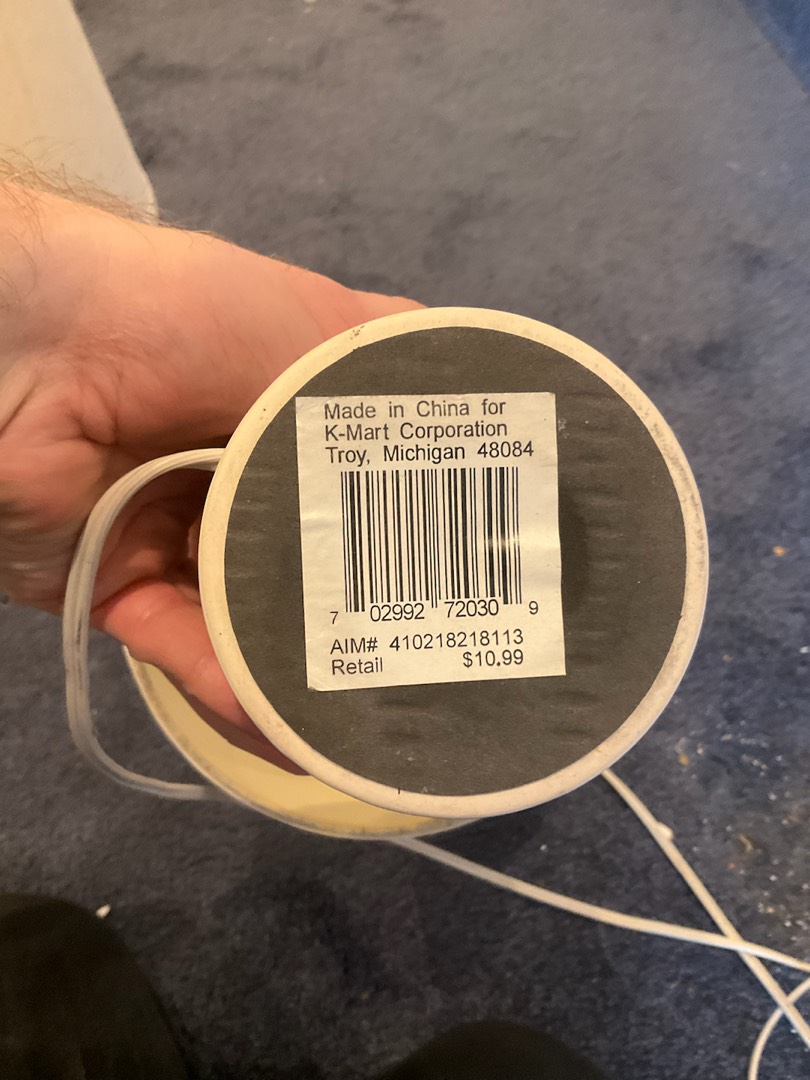 Made in China for
K-Mart Corporation
Troy, Michigan 48084
7 02992 72030 9
AIM# 410218218113
Retail $10.99